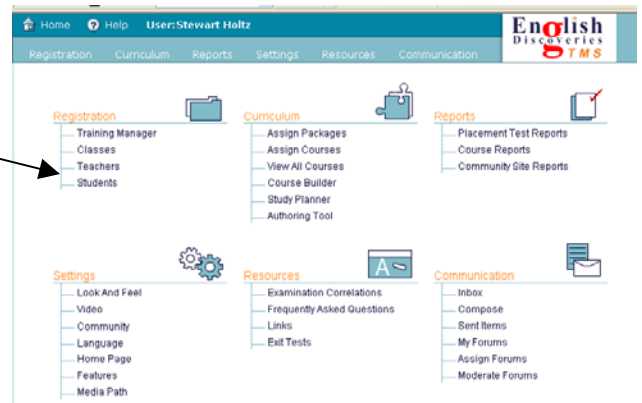 Home Help User:Stewart Holtz
English
Discoveries
TMS
Registration Curriculum Reports Settings Resources Communication
Registration
Training Manager
Classes
Teachers
Students
Curriculum
Assign Packages
Assign Courses
View All Courses
Course Builder
Study Planner
Authoring Tool
Reports
Placement Test Reports
Course Reports
Community Site Reports
Settings
Look And Feel
Video
Community
Language
Home Page
Features
Media Path
Resources
A
Examination Correlations
Frequently Asked Questions
Links
Exit Tests
Communication
Inbox
Compose
Sent Items
My Forums
Assign Forums
Moderate Forums